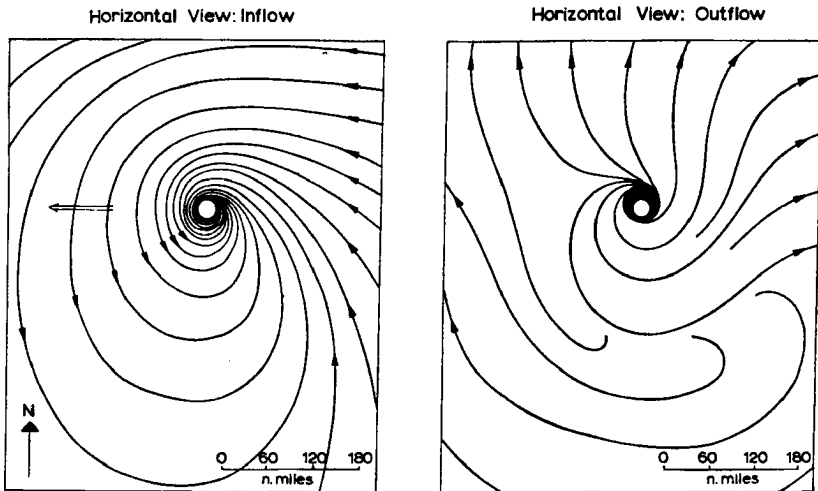 Horizontal View: Inflow
Horizontal View: Outflow
N
0 60 120 180
n. miles
0 60 120 180
n. miles